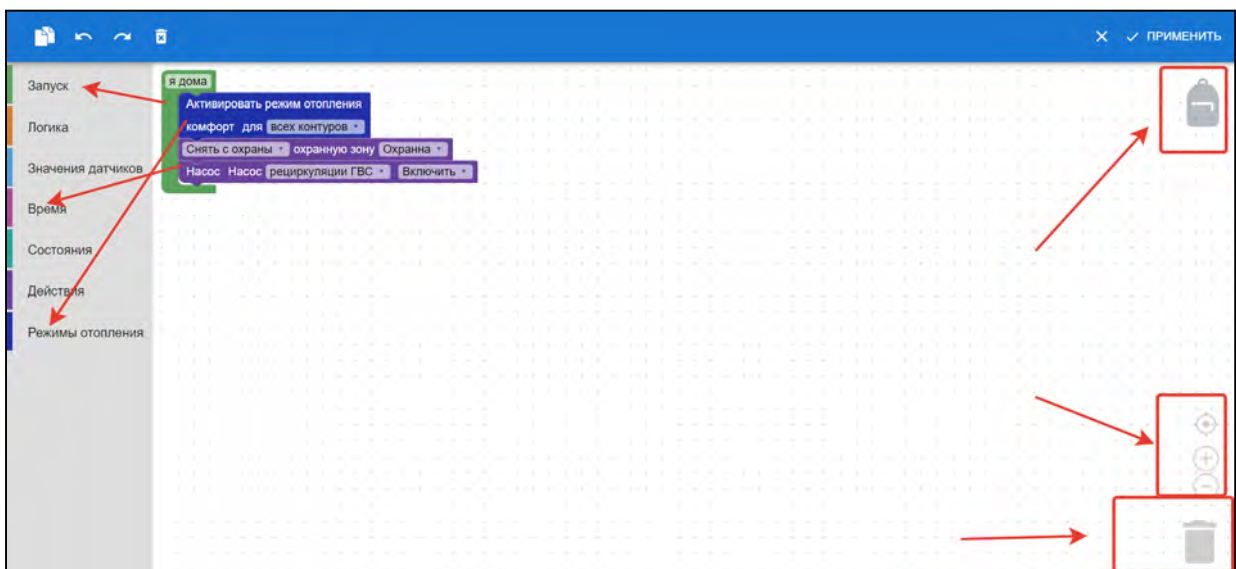 ПРИМЕНИТЬ
Запуск
Логика
Значения датчиков
Время
Состояния
Действия
Режимы отопления
я дома
Активировать режим отопления
комфорт для всех контуров
Снять с охраны охранную зону Охранна
Насос Насос рециркуляции ГВС Включить